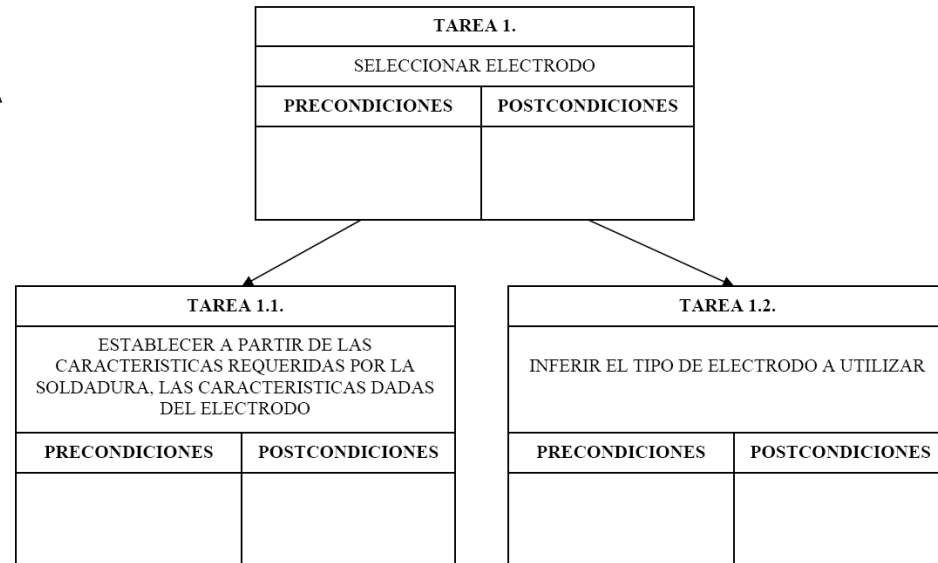 TAREA 1.
SELECCIONAR ELECTRODO
PRECONDICIONES
POSTCONDICIONES
TAREA 1.1.
ESTABLECER A PARTIR DE LAS
CARACTERISTICAS REQUERIDAS POR LA
SOLDADURA, LAS CARACTERISTICAS DADAS
DEL ELECTRODO
PRECONDICIONES
POSTCONDICIONES
TAREA 1.2.
INFERIR EL TIPO DE ELECTRODO A UTILIZAR
PRECONDICIONES
POSTCONDICIONES